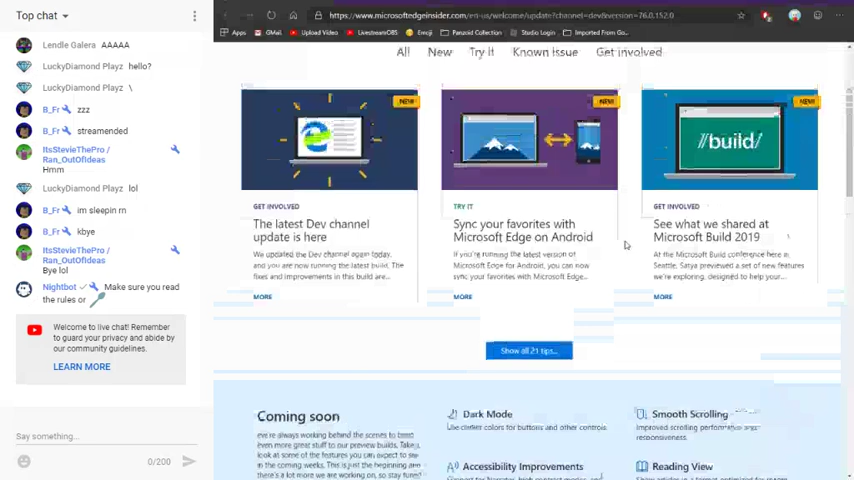 Top chat
Lendle Galera AAAAA
LuckyDiamond Playz hello?
LuckyDiamond Playz \
B_Fr zzz
B_Fr streamended
ItsStevieThePro /
Ran_OutOfIdeas
Hmm
LuckyDiamond Playz lol
B_Fr im sleepin rn
B_Fr kbye
ItsStevieThePro /
Ran_OutOfIdeas
Bye lol
Nightbot Make sure you read
the rules or
Welcome to live chat! Remember
to guard your privacy and abide by
our community guidelines.
LEARN MORE
Say something...
0/200
https://www.microsoftedgeinsider.com/en-us/welcome/update?channel=dev&version=76.0.152.0
Apps GMail Upload Video LivestreamOBS Emoji Panzoid Collection Studio Login Imported From Goo...
All New Try It Known Issue Get involved
NEW!
GET INVOLVED
The latest Dev channel
update is here
We updated the Dev channel again today,
and you are now running the latest build. The
fixes and improvements in this build are...
MORE
NEW!
TRY IT
Sync your favorites with
Microsoft Edge on Android
If you're running the latest version of
Microsoft Edge for Android, you can now
sync your favorites with Microsoft Edge...
MORE
NEW!
//build/
GET INVOLVED
See what we shared at
Microsoft Build 2019
At the Microsoft Build conference here in
Seattle, Satya previewed a set of new features
we're exploring, designed to help your...
MORE
Show all 21 tips...
Coming soon
We're always working behind the scenes to bring
even more great stuff to our preview builds. Take a
look at some of the features you can expect to see
in the coming weeks. This is just the beginning and
there's a lot more we are doing, so stay tuned
Dark Mode
Use darker colors for buttons and other controls.
Smooth Scrolling
Improved scrolling performance and
responsiveness.
Accessibility Improvements
Reading View